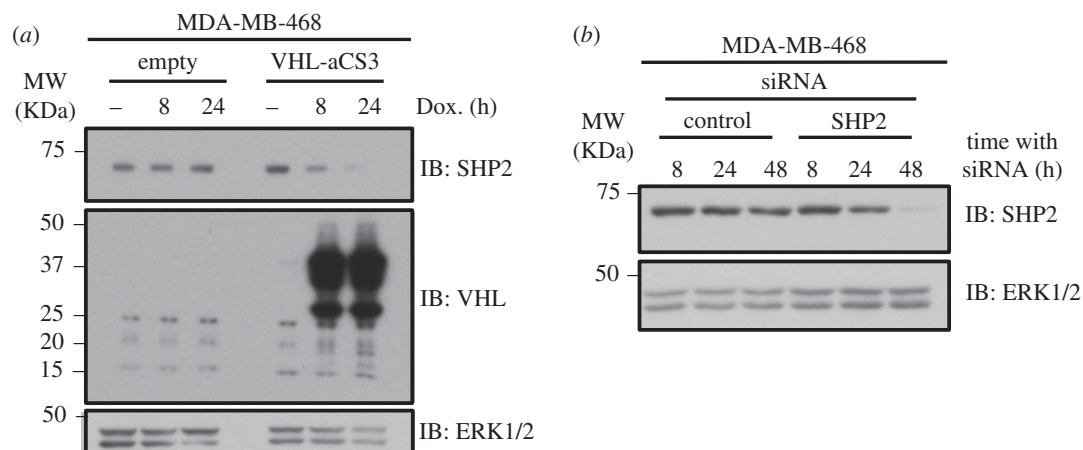 (a)
MDA-MB-468
empty VHL-aCS3
MW
(KDa)
– 8 24 – 8 24 Dox. (h)
75
IB: SHP2
50
37
25
20
15
IB: VHL
50
IB: ERK1/2
(b)
MDA-MB-468
siRNA
control SHP2
MW
(KDa)
time with
8 24 48 8 24 48 siRNA (h)
75
IB: SHP2
50
IB: ERK1/2